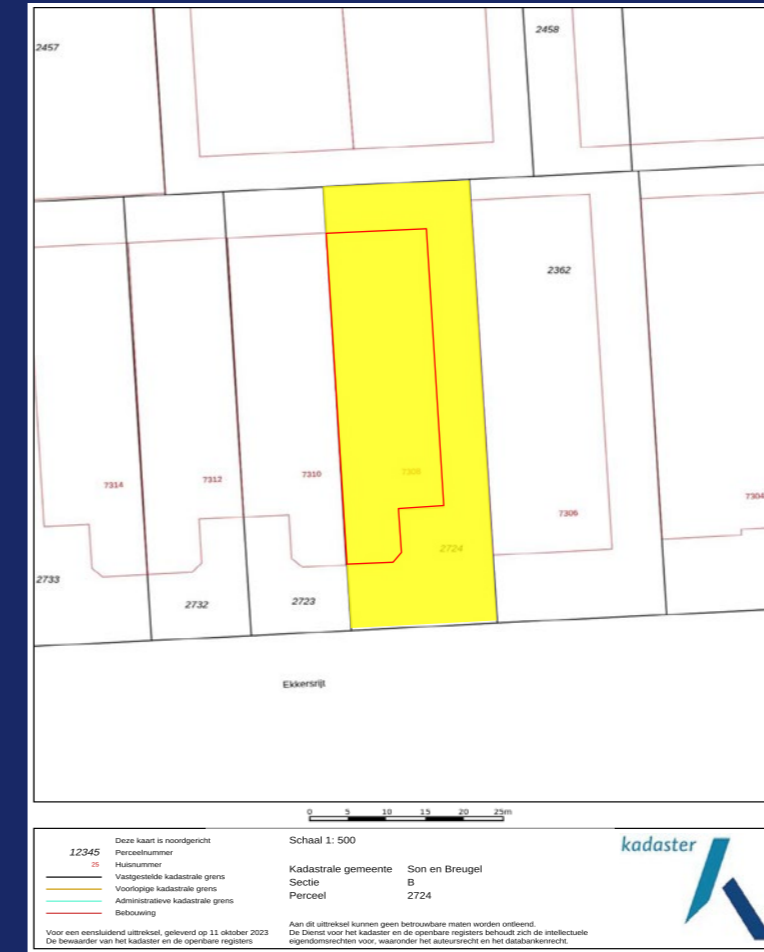 2457
2458
2362
7314
7312
7310
7308
7306
7304
2724
2733
2732
2723
Ekkersrijt
0 5 10 15 20 25m
Deze kaart is noordgericht
12345 Perceelnummer
25 Huisnummer
Vastgestelde kadastrale grens
Voorlopige kadastrale grens
Administratieve kadastrale grens
Bebouwing
Voor een eensluidend uittreksel, geleverd op 11 oktober 2023
De bewaarder van het kadaster en de openbare registers
Schaal 1: 500
Kadastrale gemeente Son en Breugel
Sectie B
Perceel 2724
Aan dit uittreksel kunnen geen betrouwbare maten worden ontleend.
De Dienst voor het kadaster en de openbare registers behoudt zich de intellectuele
eigendomsrechten voor, waaronder het auteursrecht en het databankenrecht.
kadaster